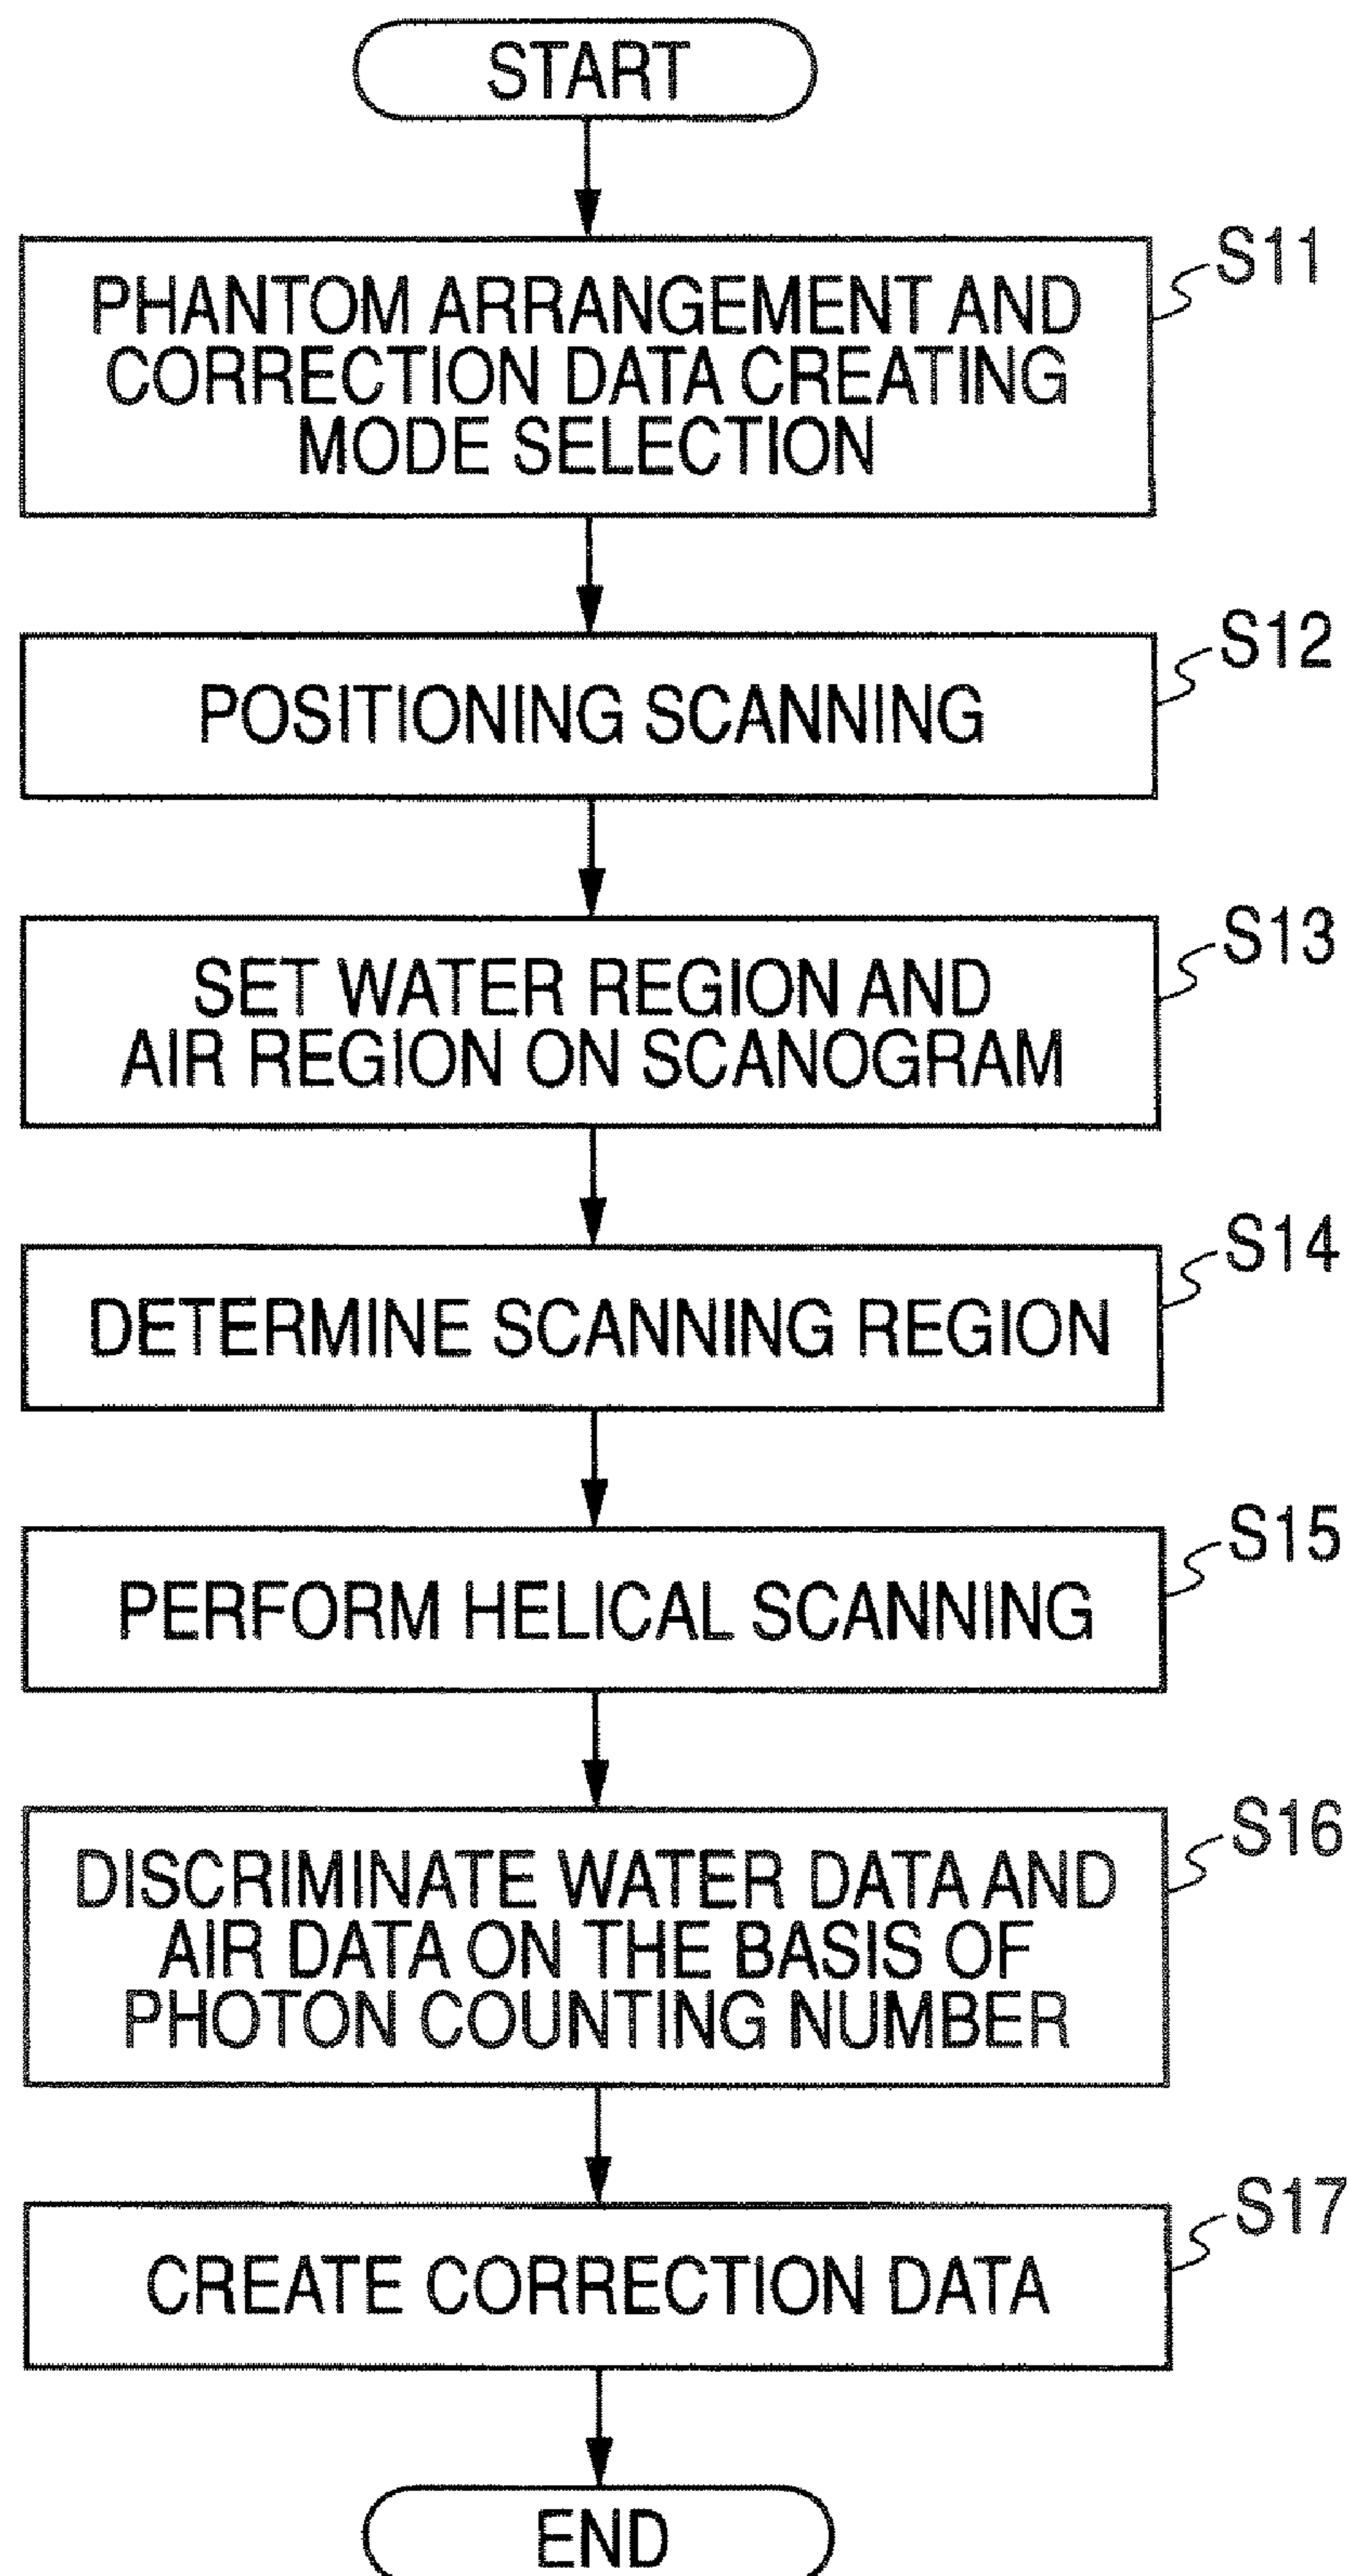 START
S11
PHANTOM ARRANGEMENT AND
CORRECTION DATA CREATING
MODE SELECTION
S12
POSITIONING SCANNING
S13
SET WATER REGION AND
AIR REGION ON SCANOGRAM
S14
DETERMINE SCANNING REGION
S15
PERFORM HELICAL SCANNING
S16
DISCRIMINATE WATER DATA AND
AIR DATA ON THE BASIS OF
PHOTON COUNTING NUMBER
S17
CREATE CORRECTION DATA
END